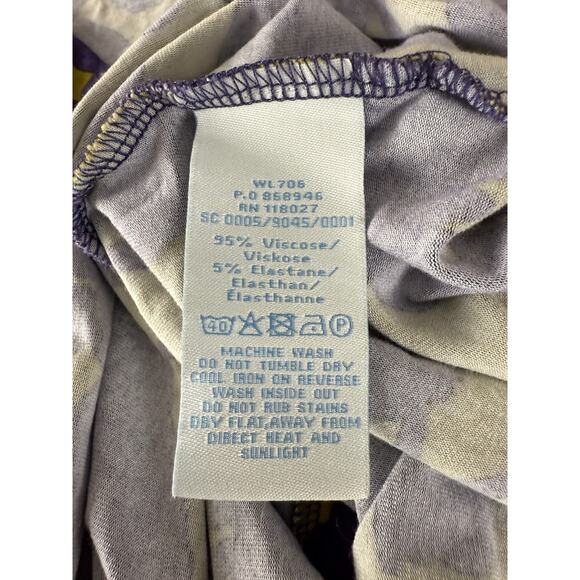 WL706
P.O 868946
RN 118027
SC 0005/9045/0001
95% Viscose/
Viskose
5% Elastane/
Elasthan/
Élasthanne
40 P
MACHINE WASH
DO NOT TUMBLE DRY
COOL IRON ON REVERSE
WASH INSIDE OUT
DO NOT RUB STAINS
DRY FLAT,AWAY FROM
DIRECT HEAT AND
SUNLIGHT